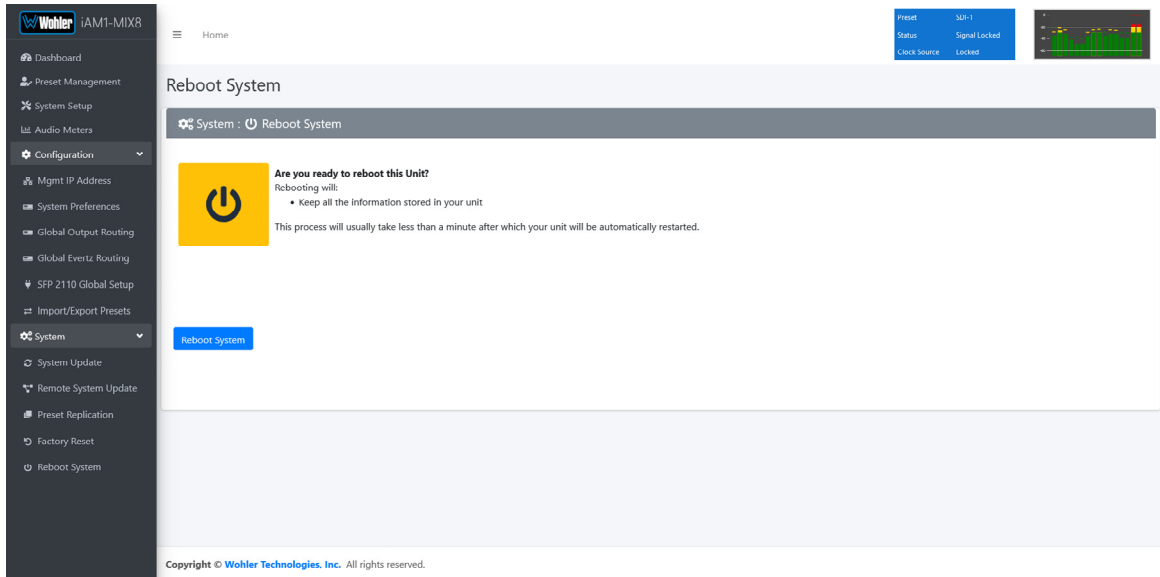 Wohler iAM1-MIX8
Dashboard
Preset Management
System Setup
Audio Meters
Configuration
Mgmt IP Address
System Preferences
Global Output Routing
Global Evertz Routing
SFP 2110 Global Setup
Import/Export Presets
System
System Update
Remote System Update
Preset Replication
Factory Reset
Reboot System
Home
Preset SDI-1
Status Signal Locked
Clock Source Locked
Reboot System
System : Reboot System
Are you ready to reboot this Unit?
Rebooting will:
• Keep all the information stored in your unit
This process will usually take less than a minute after which your unit will be automatically restarted.
Reboot System
Copyright © Wohler Technologies, Inc. All rights reserved.